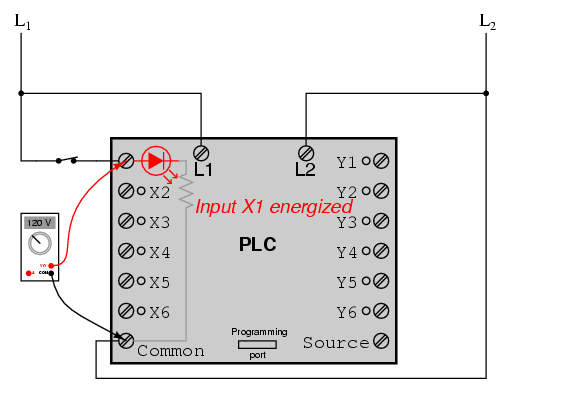 L1 L2
L1 L2 Y1
X2 Y2
Input X1 energized
X3 Y3
120 V
PLC
X4 Y4
X5 Y5
X6 Y6
Programming
port
Common Source